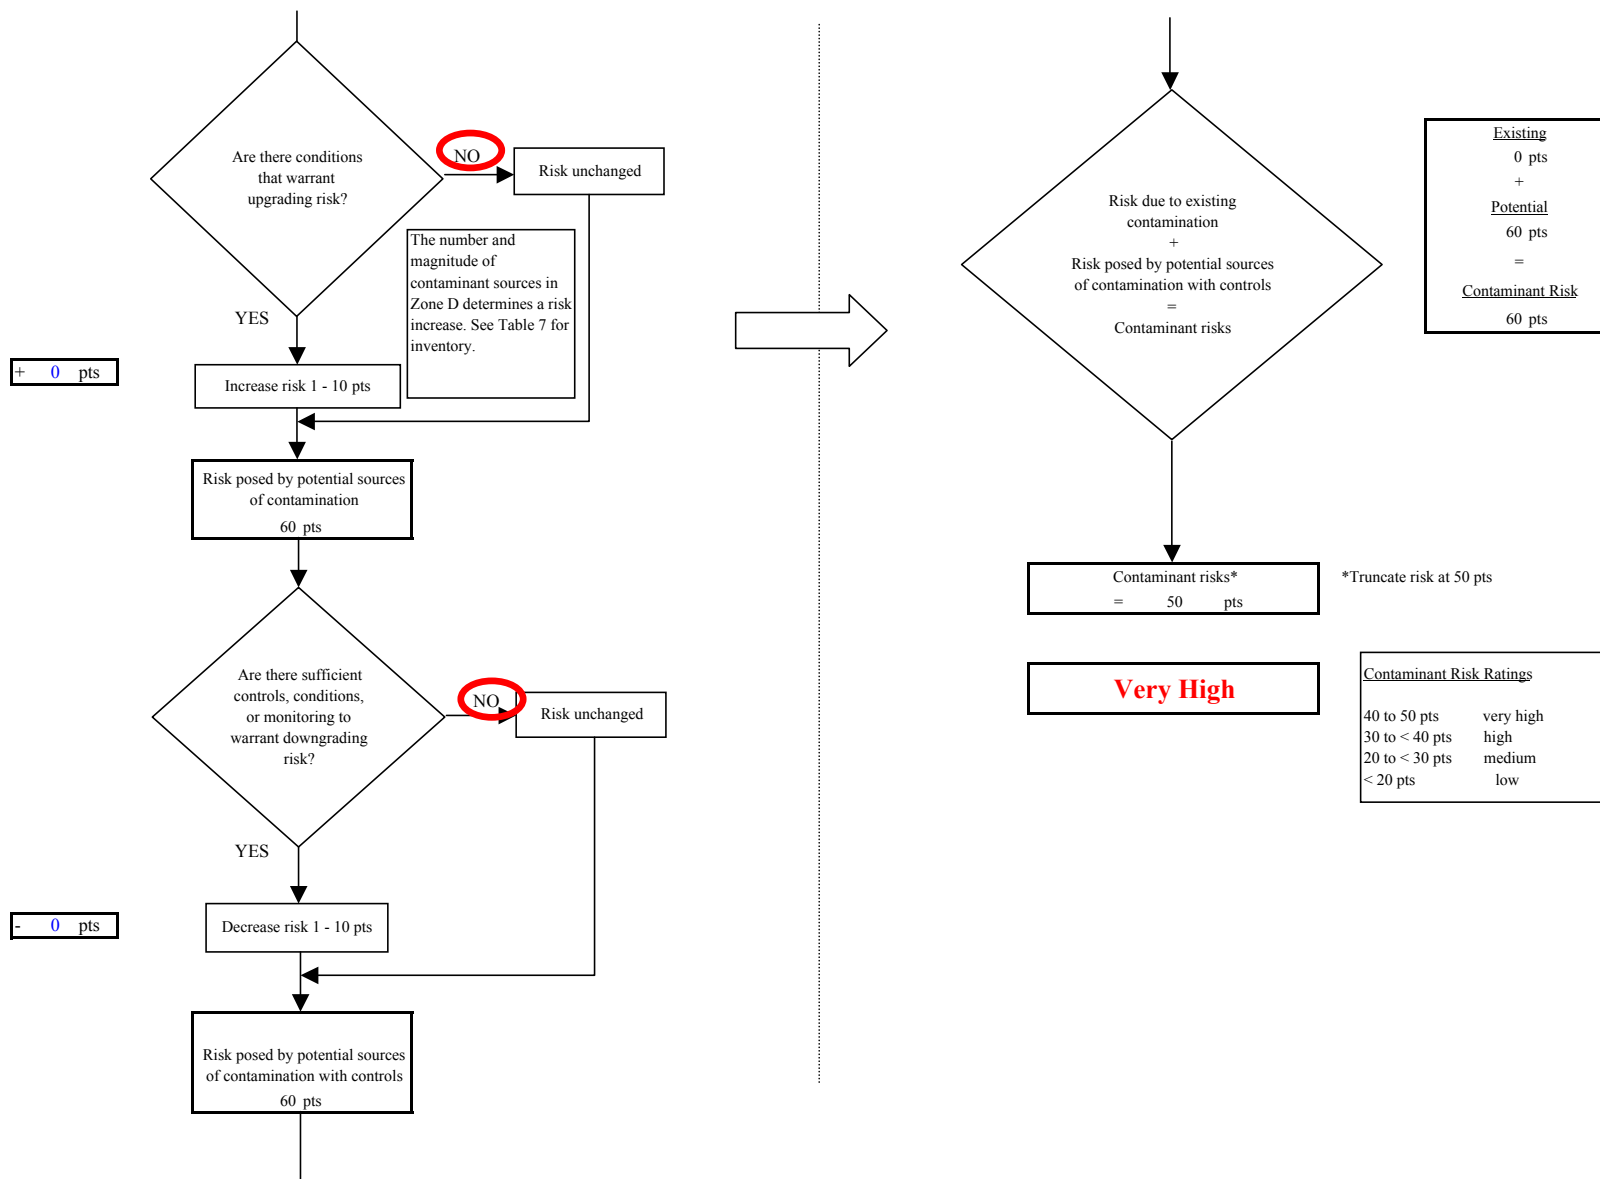 Are there conditions
that warrant
upgrading risk?
NO
Risk unchanged
The number and
magnitude of
contaminant sources in
Zone D determines a risk
increase. See Table 7 for
inventory.
YES
+ 0 pts
Increase risk 1 - 10 pts
Risk posed by potential sources
of contamination
60 pts
Are there sufficient
controls, conditions,
or monitoring to
warrant downgrading
risk?
NO
Risk unchanged
YES
- 0 pts
Decrease risk 1 - 10 pts
Risk posed by potential sources
of contamination with controls
60 pts
Risk due to existing
contamination
+
Risk posed by potential sources
of contamination with controls
=
Contaminant risks
Existing
0 pts
+
Potential
60 pts
=
Contaminant Risk
60 pts
Contaminant risks*
= 50 pts
*Truncate risk at 50 pts
Very High
Contaminant Risk Ratings
40 to 50 pts very high
30 to < 40 pts high
20 to < 30 pts medium
< 20 pts low